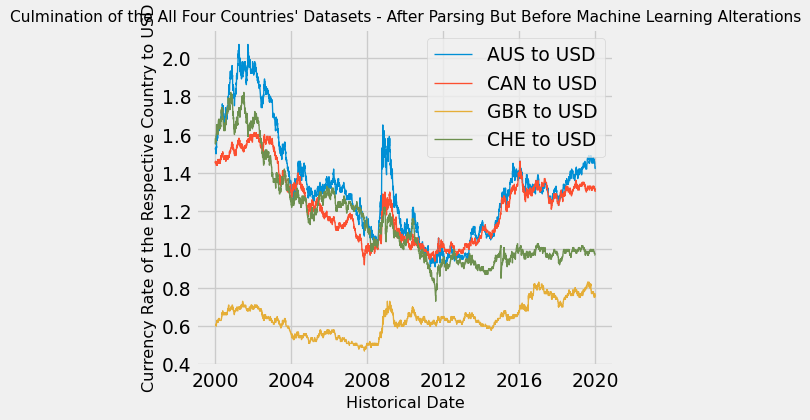 Culmination of the All Four Countries' Datasets - After Parsing But Before Machine Learning Alterations
Currency Rate of the Respective Country to USD
2.0
1.8
1.6
1.4
1.2
1.0
0.8
0.6
0.4
AUS to USD
CAN to USD
GBR to USD
CHE to USD
2000 2004 2008 2012 2016 2020
Historical Date